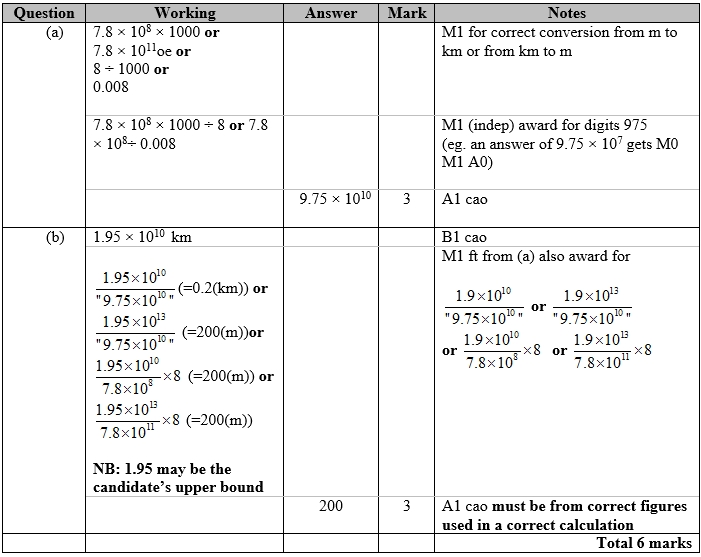 Question Working Answer Mark Notes
(a) 7.8 × 10⁸ × 1000 or M1 for correct conversion from m to
7.8 × 10¹¹oe or km or from km to m
8 ÷ 1000 or
0.008
7.8 × 10⁸ × 1000 ÷ 8 or 7.8 M1 (indep) award for digits 975
× 10⁸÷ 0.008 (eg. an answer of 9.75 × 10⁷ gets M0
M1 A0)
9.75 × 10¹⁰ 3 A1 cao
(b) 1.95 × 10¹⁰ km B1 cao
M1 ft from (a) also award for
1.95×10¹⁰
"9.75×10¹⁰" (=0.2(km)) or
1.95×10¹³
"9.75×10¹⁰" (=200(m))or
1.95×10¹⁰
7.8×10⁸ ×8 (=200(m)) or
1.95×10¹³
7.8×10¹¹ ×8 (=200(m))
1.9×10¹⁰ or 1.9×10¹³
"9.75×10¹⁰" "9.75×10¹⁰"
or 1.9×10¹⁰ ×8 or 1.9×10¹³ ×8
7.8×10⁸ 7.8×10¹¹
NB: 1.95 may be the
candidate's upper bound
200 3 A1 cao must be from correct figures
used in a correct calculation
Total 6 marks